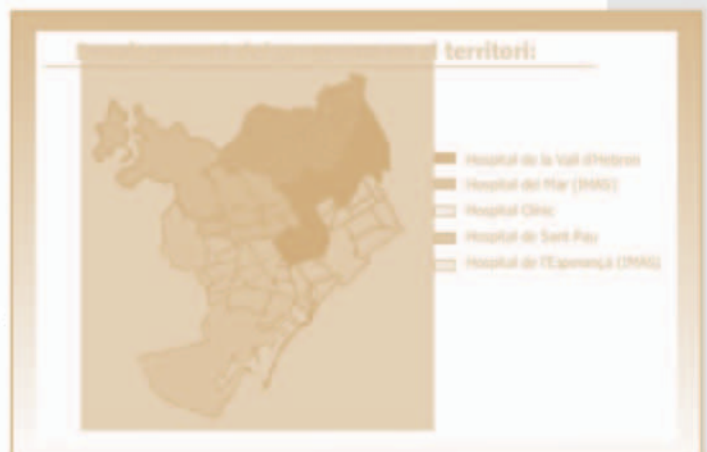 territori:
Hospital de la Vall d'Hebron
Hospital del Mar (IMAS)
Hospital Clínic
Hospital de Sant Pau
Hospital de l'Esperança (IMAS)